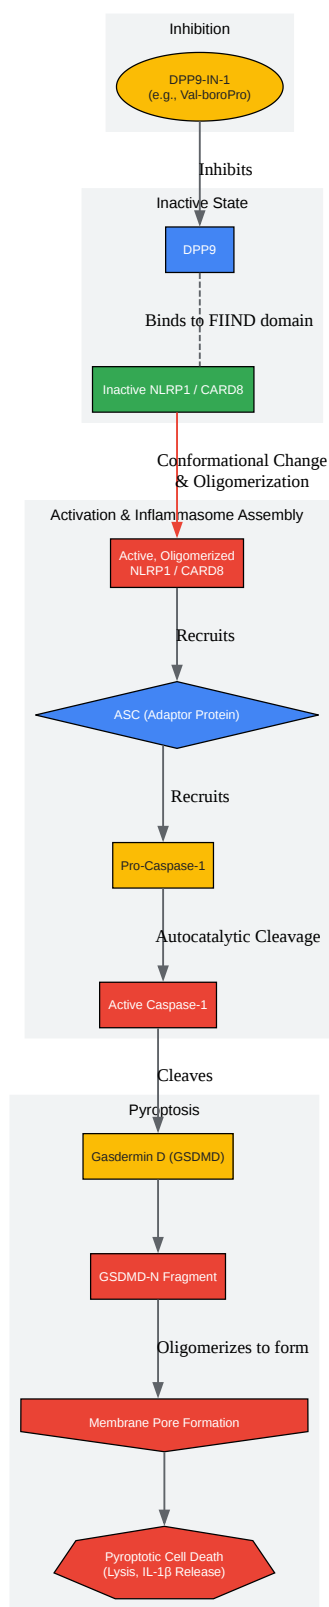 Inhibition
DPP9-IN-1
(e.g., Val-boroPro)
Inhibits
Inactive State
DPP9
Binds to FIIND domain
Inactive NLRP1 / CARD8
Conformational Change
& Oligomerization
Activation & Inflammasome Assembly
Active, Oligomerized
NLRP1 / CARD8
Recruits
ASC (Adaptor Protein)
Recruits
Pro-Caspase-1
Autocatalytic Cleavage
Active Caspase-1
Cleaves
Pyroptosis
Gasdermin D (GSDMD)
GSDMD-N Fragment
Oligomerizes to form
Membrane Pore Formation
Pyroptotic Cell Death
(Lysis, IL-1β Release)